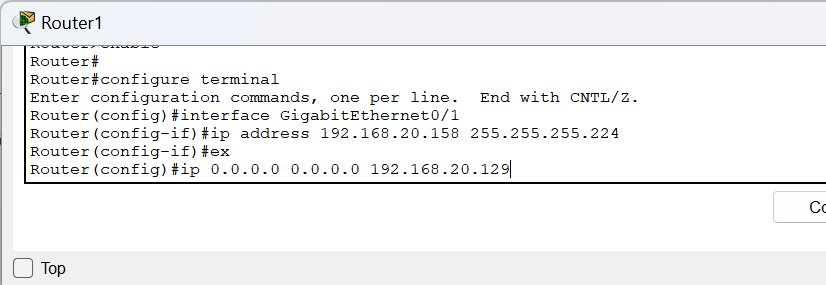 Router1
Router>enable
Router#
Router#configure terminal
Enter configuration commands, one per line.  End with CNTL/Z.
Router(config)#interface GigabitEthernet0/1
Router(config-if)#ip address 192.168.20.158 255.255.255.224
Router(config-if)#ex
Router(config)#ip 0.0.0.0 0.0.0.0 192.168.20.129
Co
Top